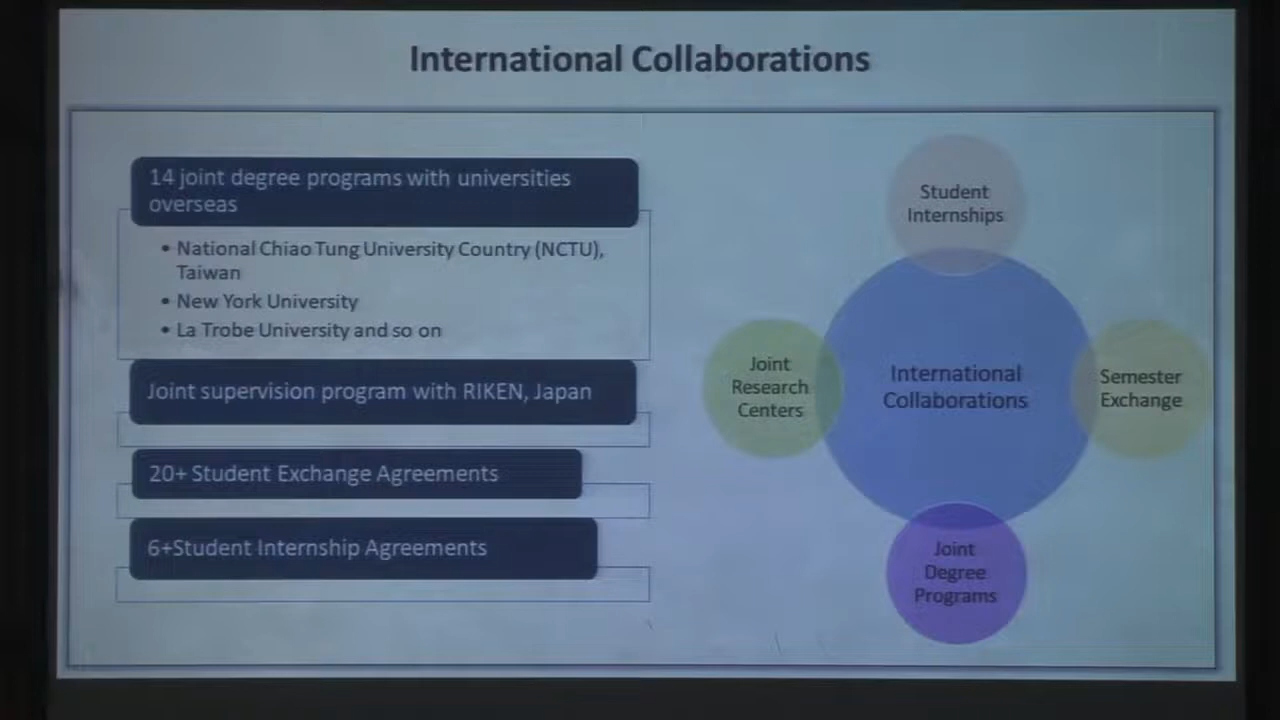 International Collaborations
14 joint degree programs with universities
overseas
• National Chiao Tung University Country (NCTU),
Taiwan
• New York University
• La Trobe University and so on
Joint supervision program with RIKEN, Japan
20+ Student Exchange Agreements
6+Student Internship Agreements
Student
Internships
Joint
Research
Centers
International
Collaborations
Semester
Exchange
Joint
Degree
Programs